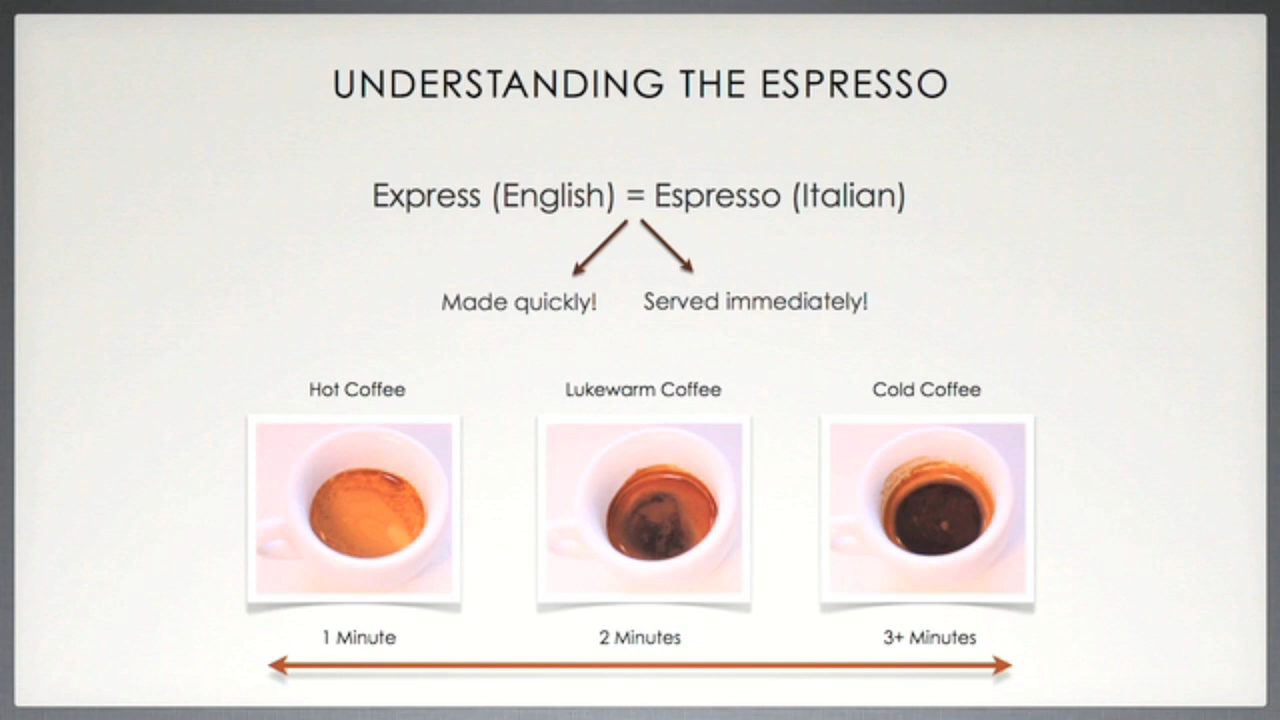 UNDERSTANDING THE ESPRESSO
Express (English) = Espresso (Italian)
Made quickly! Served immediately!
Hot Coffee Lukewarm Coffee Cold Coffee
1 Minute 2 Minutes 3+ Minutes